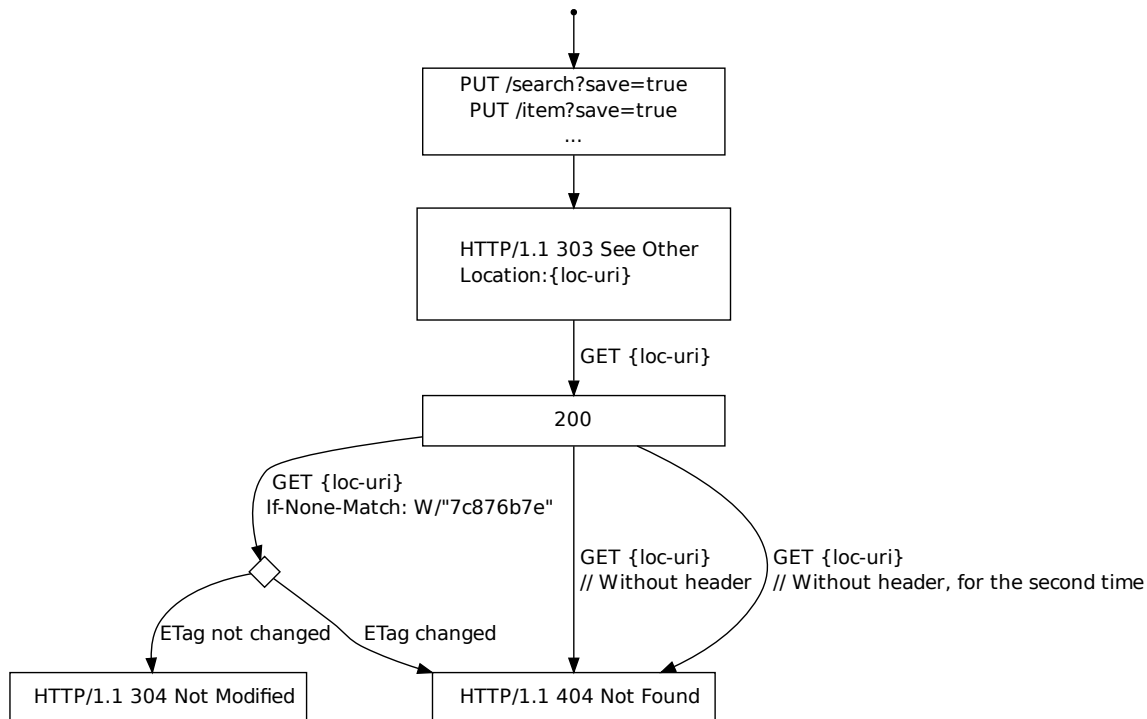 PUT /search?save=true
PUT /item?save=true
...
HTTP/1.1 303 See Other
Location:{loc-uri}
GET {loc-uri}
200
GET {loc-uri}
If-None-Match: W/"7c876b7e"
GET {loc-uri}
// Without header
GET {loc-uri}
// Without header, for the second time
ETag not changed
ETag changed
HTTP/1.1 304 Not Modified
HTTP/1.1 404 Not Found